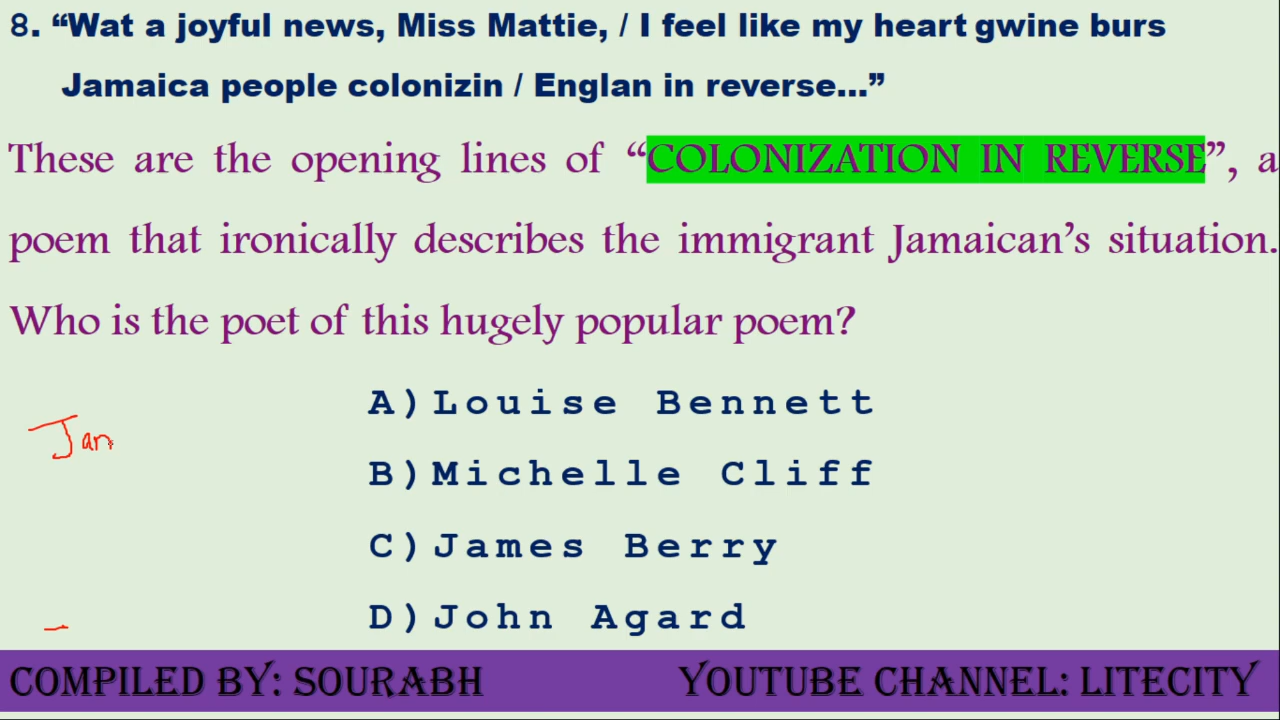 8. “Wat a joyful news, Miss Mattie, / I feel like my heart gwine burs
Jamaica people colonizin / Englan in reverse...”
These are the opening lines of “COLONIZATION IN REVERSE”, a
poem that ironically describes the immigrant Jamaican’s situation.
Who is the poet of this hugely popular poem?
A)Louise Bennett
Jan
B)Michelle Cliff
C)James Berry
D)John Agard
COMPILED BY: SOURABH
YOUTUBE CHANNEL: LITECITY